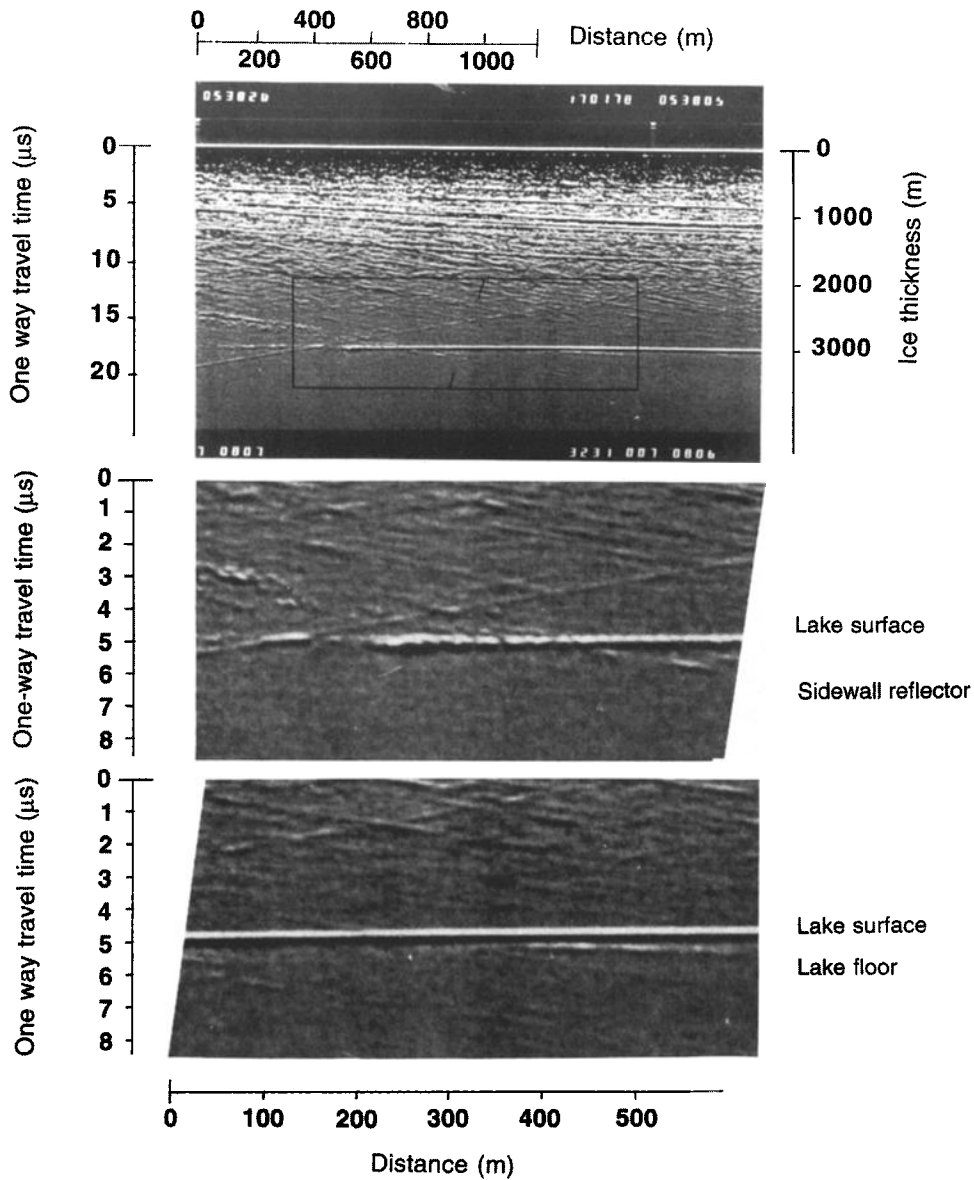 0 400 800
Distance (m)
200 600 1000
053826 170178 053805
One way travel time (µs)
0
5
10
15
20
0
1000
2000
3000
Ice thickness (m)
7 0807 3231 007 0806
One-way travel time (µs)
0
1
2
3
4
5
6
7
8
Lake surface
Sidewall reflector
One way travel time (µs)
0
1
2
3
4
5
6
7
8
Lake surface
Lake floor
0 100 200 300 400 500
Distance (m)